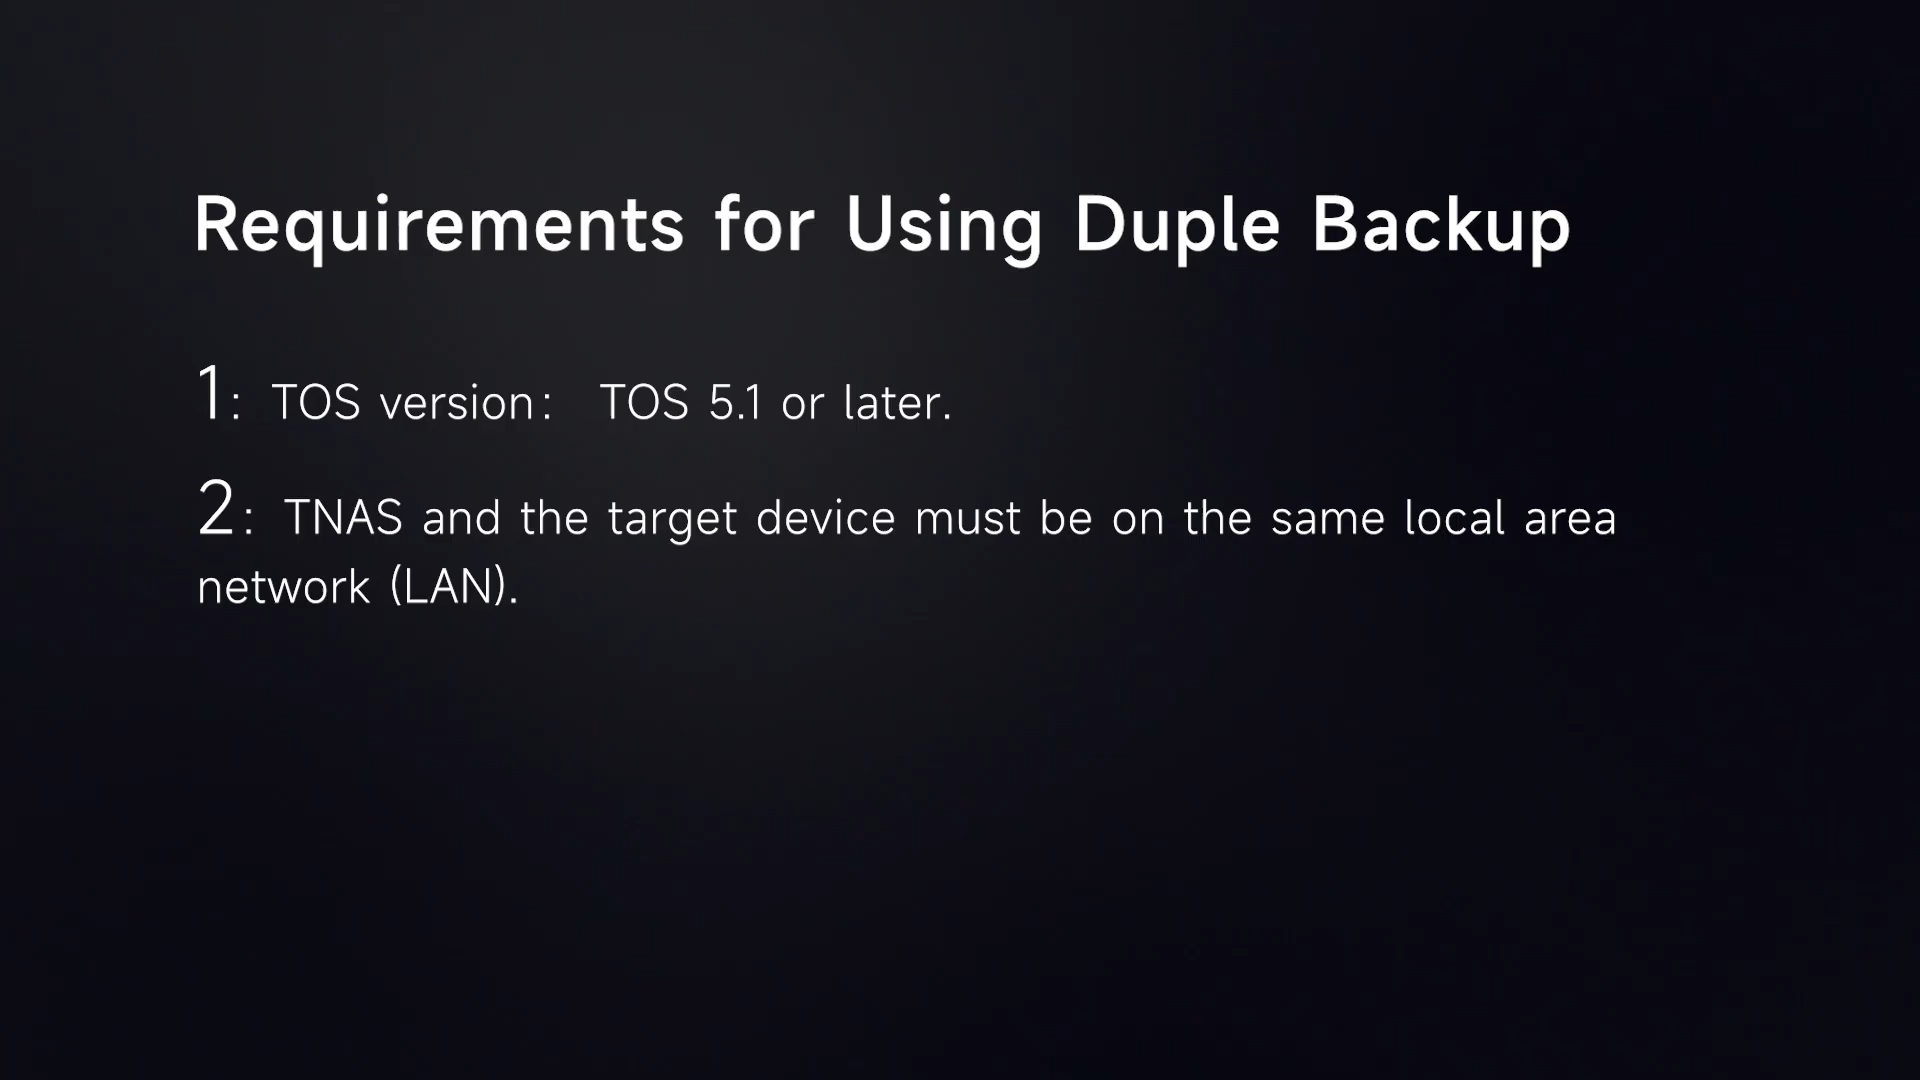 Requirements for Using Duple Backup
1: TOS version: TOS 5.1 or later.
2: TNAS and the target device must be on the same local area
network (LAN).